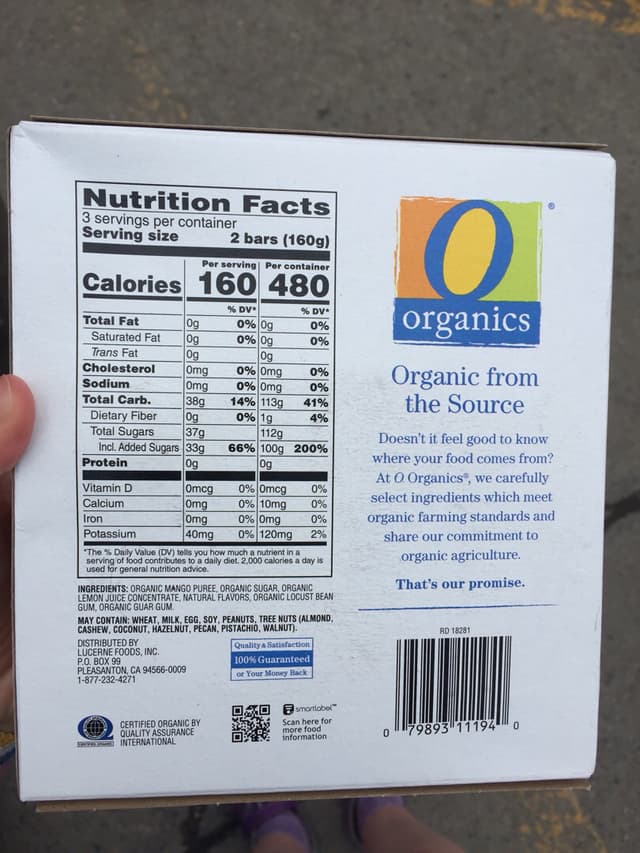 Nutrition Facts
3 servings per container
Serving size 2 bars (160g)
Per serving Per container
Calories 160 480
% DV* % DV*
Total Fat 0g 0% 0g 0%
Saturated Fat 0g 0% 0g 0%
Trans Fat 0g 0g
Cholesterol 0mg 0% 0mg 0%
Sodium 0mg 0% 0mg 0%
Total Carb. 38g 14% 113g 41%
Dietary Fiber 0g 0% 1g 4%
Total Sugars 37g 112g
Incl. Added Sugars 33g 66% 100g 200%
Protein 0g 0g
Vitamin D 0mcg 0% 0mcg 0%
Calcium 0mg 0% 10mg 0%
Iron 0mg 0% 0mg 0%
Potassium 40mg 0% 120mg 2%
*The % Daily Value (DV) tells you how much a nutrient in a
serving of food contributes to a daily diet. 2,000 calories a day is
used for general nutrition advice.
INGREDIENTS: ORGANIC MANGO PUREE, ORGANIC SUGAR, ORGANIC
LEMON JUICE CONCENTRATE, NATURAL FLAVORS, ORGANIC LOCUST BEAN
GUM, ORGANIC GUAR GUM.
MAY CONTAIN: WHEAT, MILK, EGG, SOY, PEANUTS, TREE NUTS (ALMOND,
CASHEW, COCONUT, HAZELNUT, PECAN, PISTACHIO, WALNUT).
DISTRIBUTED BY
LUCERNE FOODS, INC.
P.O. BOX 99
PLEASANTON, CA 94566-0009
1-877-232-4271
Quality & Satisfaction
100% Guaranteed
or Your Money Back
CERTIFIED ORGANIC BY
QUALITY ASSURANCE
INTERNATIONAL
smartlabel™
Scan here for
more food
information
O ®
organics
Organic from
the Source
Doesn't it feel good to know
where your food comes from?
At O Organics®, we carefully
select ingredients which meet
organic farming standards and
share our commitment to
organic agriculture.
That's our promise.
RD 18281
0 79893 11194 0